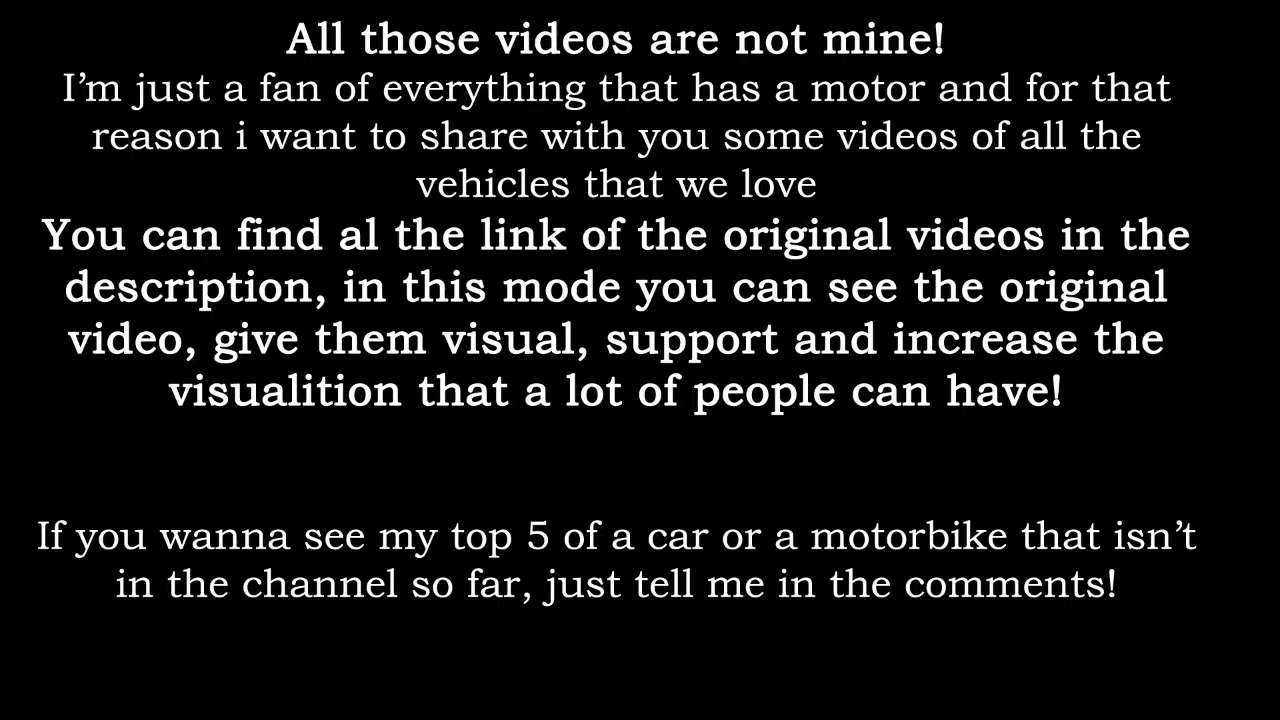 All those videos are not mine!
I'm just a fan of everything that has a motor and for that
reason i want to share with you some videos of all the
vehicles that we love
You can find al the link of the original videos in the
description, in this mode you can see the original
video, give them visual, support and increase the
visualition that a lot of people can have!
If you wanna see my top 5 of a car or a motorbike that isn't
in the channel so far, just tell me in the comments!